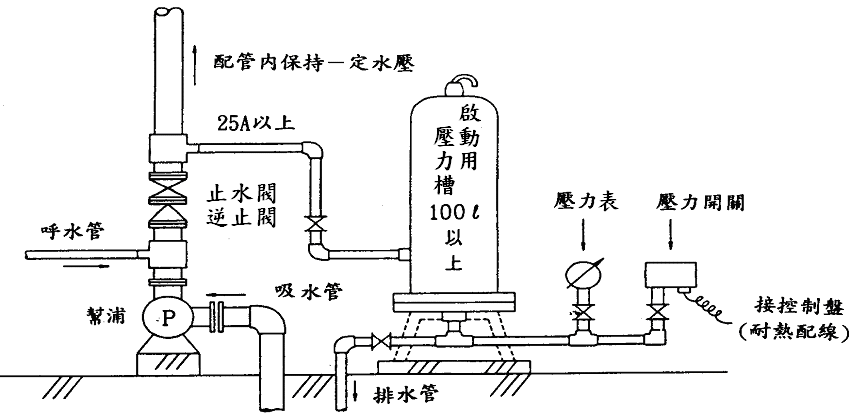 配管内保持一定水壓
25A以上
啟動用
壓力槽
100ℓ
以上
止水閥
逆止閥
壓力表
壓力開關
呼水管
吸水管
幫浦
P
接控制盤
(耐熱配線)
排水管